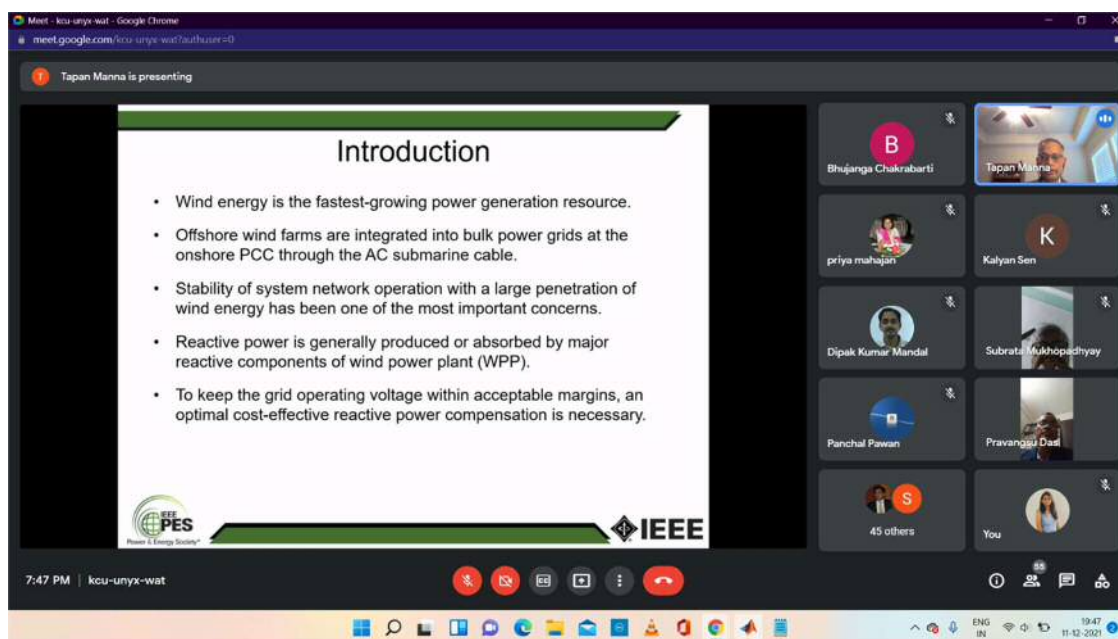 Meet - kcu-unyx-wat - Google Chrome
meet.google.com/kcu-unyx-wat?authuser=0
T
Tapan Manna is presenting
Introduction
• Wind energy is the fastest-growing power generation resource.
• Offshore wind farms are integrated into bulk power grids at the
onshore PCC through the AC submarine cable.
• Stability of system network operation with a large penetration of
wind energy has been one of the most important concerns.
• Reactive power is generally produced or absorbed by major
reactive components of wind power plant (WPP).
• To keep the grid operating voltage within acceptable margins, an
optimal cost-effective reactive power compensation is necessary.
IEEE
PES
Power & Energy Society®
IEEE
B
Bhujanga Chakrabarti
Tapan Manna
priya mahajan
K
Kalyan Sen
Dipak Kumar Mandal
Subrata Mukhopadhyay
Panchal Pawan
Pravangsu Das
S
45 others
You
7:47 PM | kcu-unyx-wat
55
ENG
IN
19:47
11-12-2021